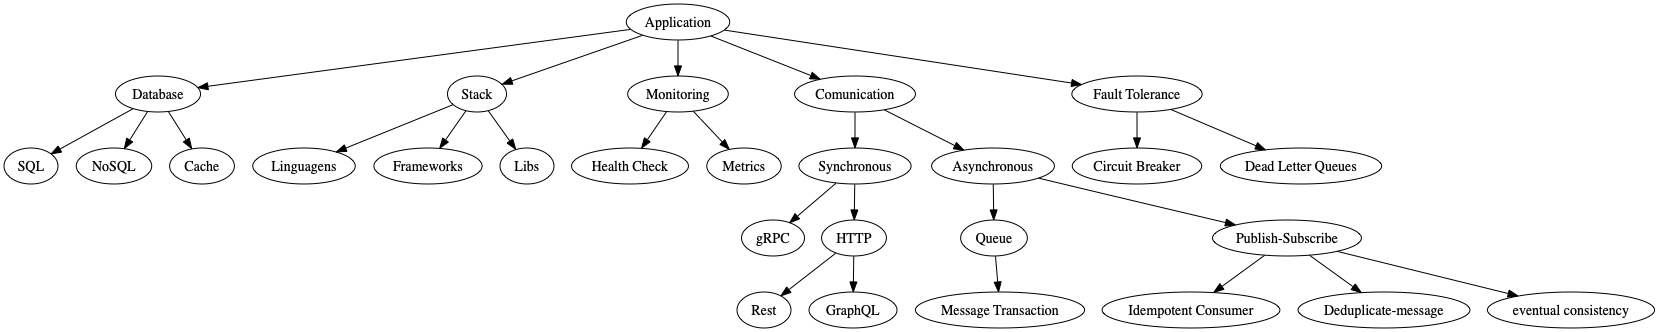 Application
Database
Stack
Monitoring
Comunication
Fault Tolerance
SQL
NoSQL
Cache
Linguagens
Frameworks
Libs
Health Check
Metrics
Synchronous
Asynchronous
Circuit Breaker
Dead Letter Queues
gRPC
HTTP
Queue
Publish-Subscribe
Rest
GraphQL
Message Transaction
Idempotent Consumer
Deduplicate-message
eventual consistency